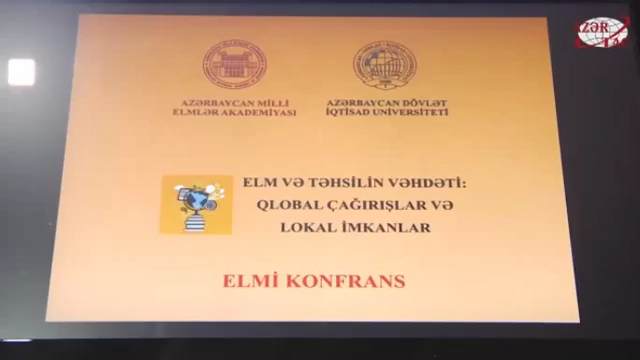 AZƏRBAYCAN MİLLİ
ELMLƏR AKADEMİYASI
AZƏRBAYCAN DÖVLƏT
İQTİSAD UNİVERSİTETİ
ELM VƏ TƏHSİLİN VƏHDƏTİ:
QLOBAL ÇAĞIRIŞLAR VƏ
LOKAL İMKANLAR
ELMİ KONFRANS